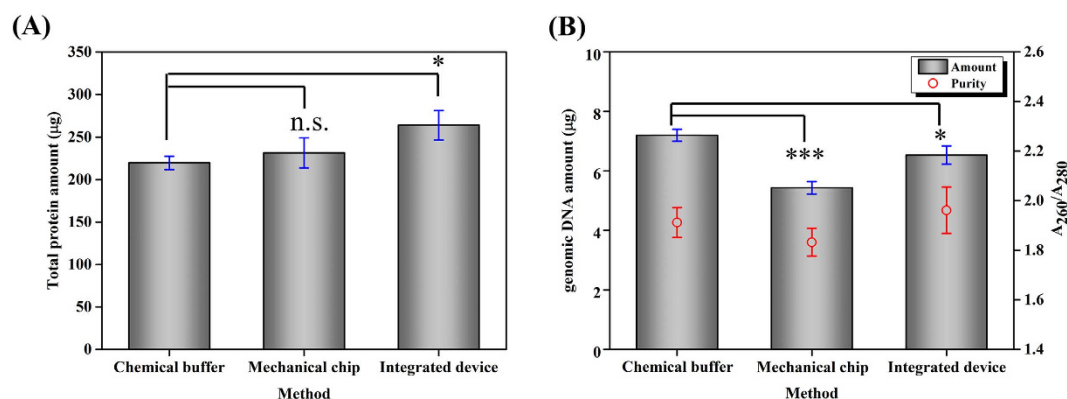 (A)
Total protein amount (μg)
350
300
250
200
150
100
50
0
*
n.s.
Chemical buffer Mechanical chip Integrated device
Method
(B)
genomic DNA amount (μg)
10
8
6
4
2
0
Amount
Purity
***
*
2.6
2.4
2.2
2.0
1.8
1.6
1.4
A260/A280
Chemical buffer Mechanical chip Integrated device
Method